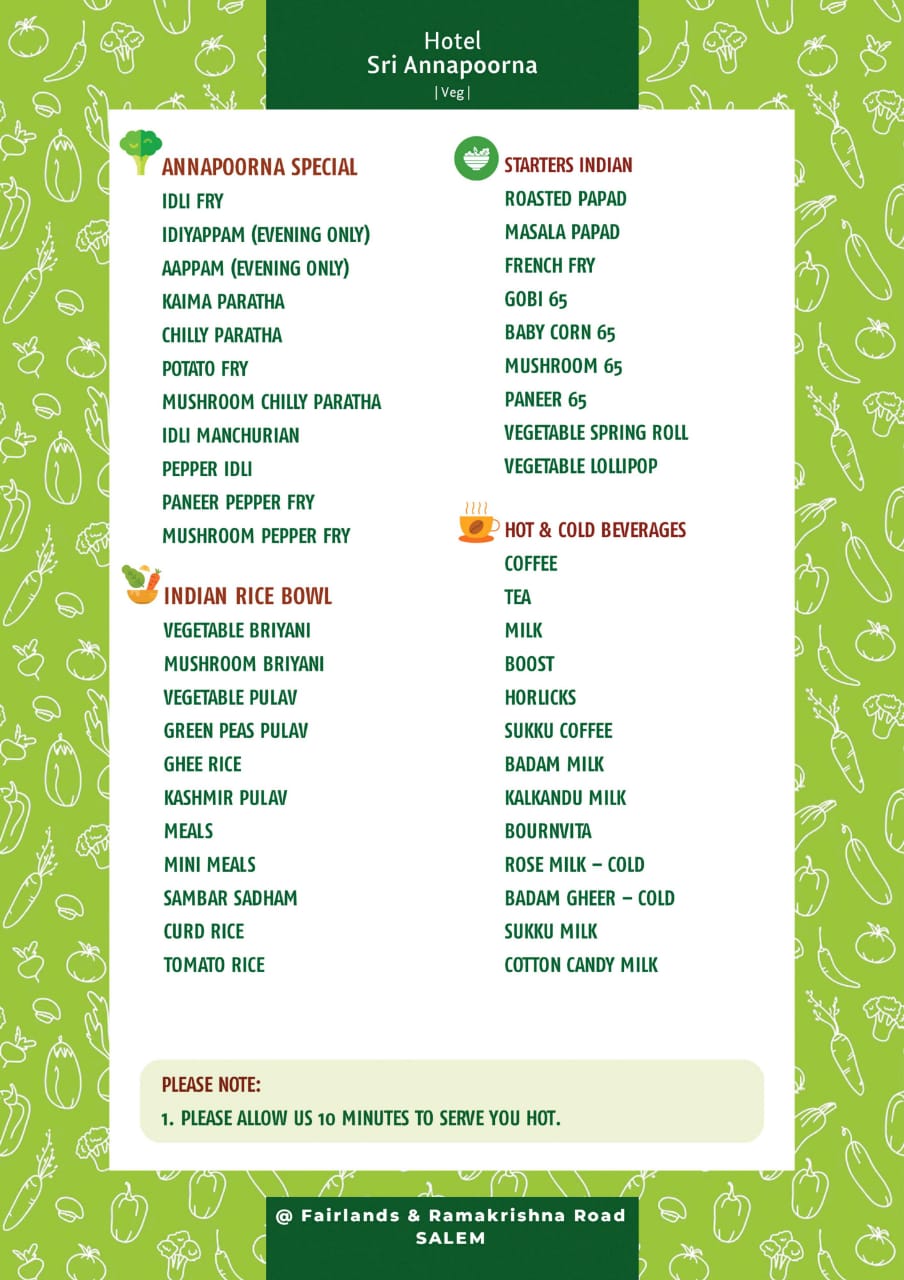 Hotel
Sri Annapoorna
|Veg|
ANNAPOORNA SPECIAL
IDLI FRY
IDIYAPPAM (EVENING ONLY)
AAPPAM (EVENING ONLY)
KAIMA PARATHA
CHILLY PARATHA
POTATO FRY
MUSHROOM CHILLY PARATHA
IDLI MANCHURIAN
PEPPER IDLI
PANEER PEPPER FRY
MUSHROOM PEPPER FRY
INDIAN RICE BOWL
VEGETABLE BRIYANI
MUSHROOM BRIYANI
VEGETABLE PULAV
GREEN PEAS PULAV
GHEE RICE
KASHMIR PULAV
MEALS
MINI MEALS
SAMBAR SADHAM
CURD RICE
TOMATO RICE
STARTERS INDIAN
ROASTED PAPAD
MASALA PAPAD
FRENCH FRY
GOBI 65
BABY CORN 65
MUSHROOM 65
PANEER 65
VEGETABLE SPRING ROLL
VEGETABLE LOLLIPOP
HOT & COLD BEVERAGES
COFFEE
TEA
MILK
BOOST
HORLICKS
SUKKU COFFEE
BADAM MILK
KALKANDU MILK
BOURNVITA
ROSE MILK – COLD
BADAM GHEER – COLD
SUKKU MILK
COTTON CANDY MILK
PLEASE NOTE:
1. PLEASE ALLOW US 10 MINUTES TO SERVE YOU HOT.
@ Fairlands & Ramakrishna Road
SALEM